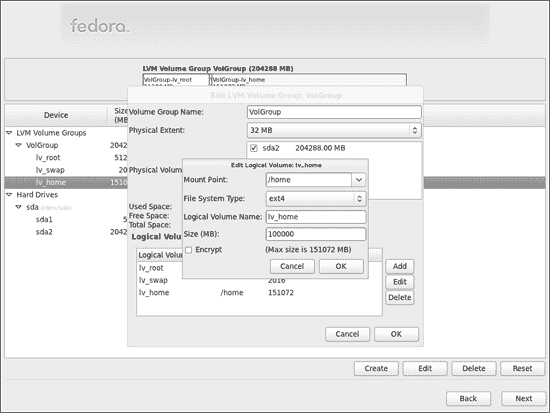 fedora.
LVM Volume Group VolGroup (204288 MB)
VolGroup-lv_root VolGroup-lv_home
Edit LVM Volume Group: VolGroup
Device
Volume Group Name: VolGroup
Physical Extent: 32 MB
LVM Volume Groups
VolGroup
sda2 204288.00 MB
lv_root
lv_swap
lv_home
Hard Drives
sda (/dev/sda)
sda1
sda2
Edit Logical Volume: lv_home
Mount Point: /home
File System Type: ext4
Logical Volume Name: lv_home
Size (MB): 100000
Encrypt (Max size is 151072 MB)
Cancel OK
Used Space:
Free Space:
Total Space:
lv_root
lv_swap 2016
lv_home /home 151072
Add
Edit
Delete
Cancel OK
Create Edit Delete Reset
Back Next